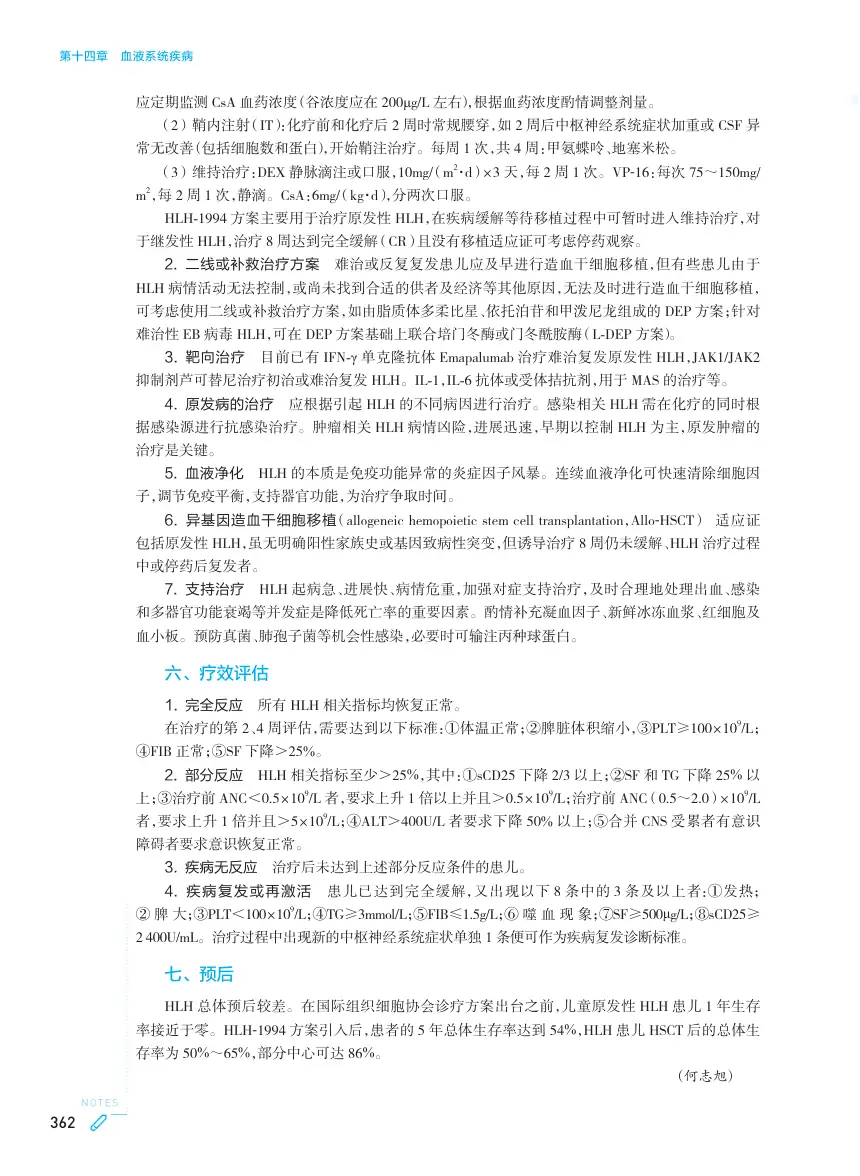 第十四章 血液系统疾病
应定期监测 CsA 血药浓度(谷浓度应在 200μg/L 左右),根据血药浓度酌情调整剂量。
(2)鞘内注射(IT):化疗前和化疗后 2 周时常规腰穿,如 2 周后中枢神经系统症状加重或 CSF 异
常无改善(包括细胞数和蛋白),开始鞘注治疗。每周 1 次,共 4 周:甲氨蝶呤、地塞米松。
(3)维持治疗:DEX 静脉滴注或口服,10mg/(m²·d)×3 天,每 2 周 1 次。VP-16:每次 75~150mg/
m²,每 2 周 1 次,静滴。CsA:6mg/(kg·d),分两次口服。
HLH-1994 方案主要用于治疗原发性 HLH,在疾病缓解等待移植过程中可暂时进入维持治疗,对
于继发性 HLH,治疗 8 周达到完全缓解(CR)且没有移植适应证可考虑停药观察。
2. 二线或补救治疗方案 难治或反复复发患儿应及早进行造血干细胞移植,但有些患儿由于
HLH 病情活动无法控制,或尚未找到合适的供者及经济等其他原因,无法及时进行造血干细胞移植,
可考虑使用二线或补救治疗方案,如由脂质体多柔比星、依托泊苷和甲泼尼龙组成的 DEP 方案;针对
难治性 EB 病毒 HLH,可在 DEP 方案基础上联合培门冬酶或门冬酰胺酶(L-DEP 方案)。
3. 靶向治疗 目前已有 IFN-γ 单克隆抗体 Emapalumab 治疗难治复发原发性 HLH,JAK1/JAK2
抑制剂芦可替尼治疗初治或难治复发 HLH。IL-1,IL-6 抗体或受体拮抗剂,用于 MAS 的治疗等。
4. 原发病的治疗 应根据引起 HLH 的不同病因进行治疗。感染相关 HLH 需在化疗的同时根
据感染源进行抗感染治疗。肿瘤相关 HLH 病情凶险,进展迅速,早期以控制 HLH 为主,原发肿瘤的
治疗是关键。
5. 血液净化 HLH 的本质是免疫功能异常的炎症因子风暴。连续血液净化可快速清除细胞因
子,调节免疫平衡,支持器官功能,为治疗争取时间。
6. 异基因造血干细胞移植(allogeneic hemopoietic stem cell transplantation,Allo-HSCT) 适应证
包括原发性 HLH,虽无明确阳性家族史或基因致病性突变,但诱导治疗 8 周仍未缓解、HLH 治疗过程
中或停药后复发者。
7. 支持治疗 HLH 起病急、进展快、病情危重,加强对症支持治疗,及时合理地处理出血、感染
和多器官功能衰竭等并发症是降低死亡率的重要因素。酌情补充凝血因子、新鲜冰冻血浆、红细胞及
血小板。预防真菌、肺孢子菌等机会性感染,必要时可输注丙种球蛋白。
六、疗效评估
1. 完全反应 所有 HLH 相关指标均恢复正常。
在治疗的第 2、4 周评估,需要达到以下标准:①体温正常;②脾脏体积缩小,③PLT≥100×10⁹/L;
④FIB 正常;⑤SF 下降>25%。
2. 部分反应 HLH 相关指标至少>25%,其中:①sCD25 下降 2/3 以上;②SF 和 TG 下降 25% 以
上;③治疗前 ANC<0.5×10⁹/L 者,要求上升 1 倍以上并且>0.5×10⁹/L;治疗前 ANC(0.5~2.0)×10⁹/L
者,要求上升 1 倍并且>5×10⁹/L;④ALT>400U/L 者要求下降 50% 以上;⑤合并 CNS 受累者有意识
障碍者要求意识恢复正常。
3. 疾病无反应 治疗后未达到上述部分反应条件的患儿。
4. 疾病复发或再激活 患儿已达到完全缓解,又出现以下 8 条中的 3 条及以上者:①发热;
②脾大;③PLT<100×10⁹/L;④TG≥3mmol/L;⑤FIB≤1.5g/L;⑥噬血现象;⑦SF≥500μg/L;⑧sCD25≥
2 400U/mL。治疗过程中出现新的中枢神经系统症状单独 1 条便可作为疾病复发诊断标准。
七、预后
HLH 总体预后较差。在国际组织细胞协会诊疗方案出台之前,儿童原发性 HLH 患儿 1 年生存
率接近于零。HLH-1994 方案引入后,患者的 5 年总体生存率达到 54%,HLH 患儿 HSCT 后的总体生
存率为 50%~65%,部分中心可达 86%。
(何志旭)
NOTES
362